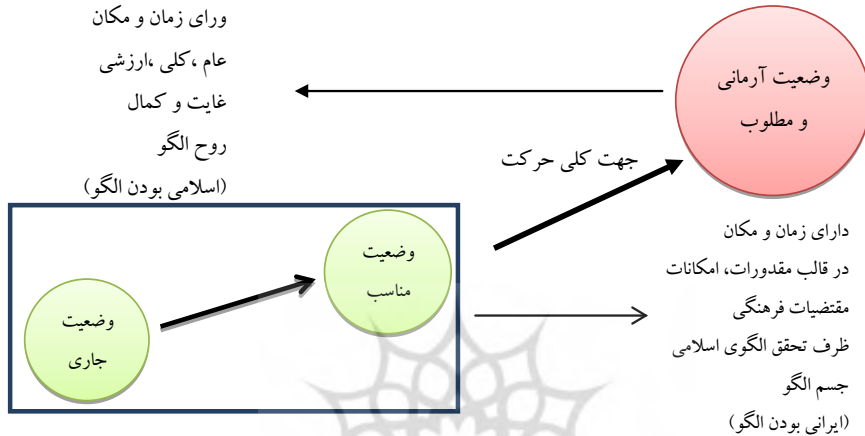 ورای زمان و مکان
عام ،کلی ،ارزشی
غایت و کمال
روح الگو
(اسلامی بودن الگو)
وضعیت آرمانی
و مطلوب
جهت کلی حرکت
وضعیت
مناسب
وضعیت
جاری
دارای زمان و مکان
در قالب مقدورات، امکانات
مقتضیات فرهنگی
ظرف تحقق الگوی اسلامی
جسم الگو
(ایرانی بودن الگو)